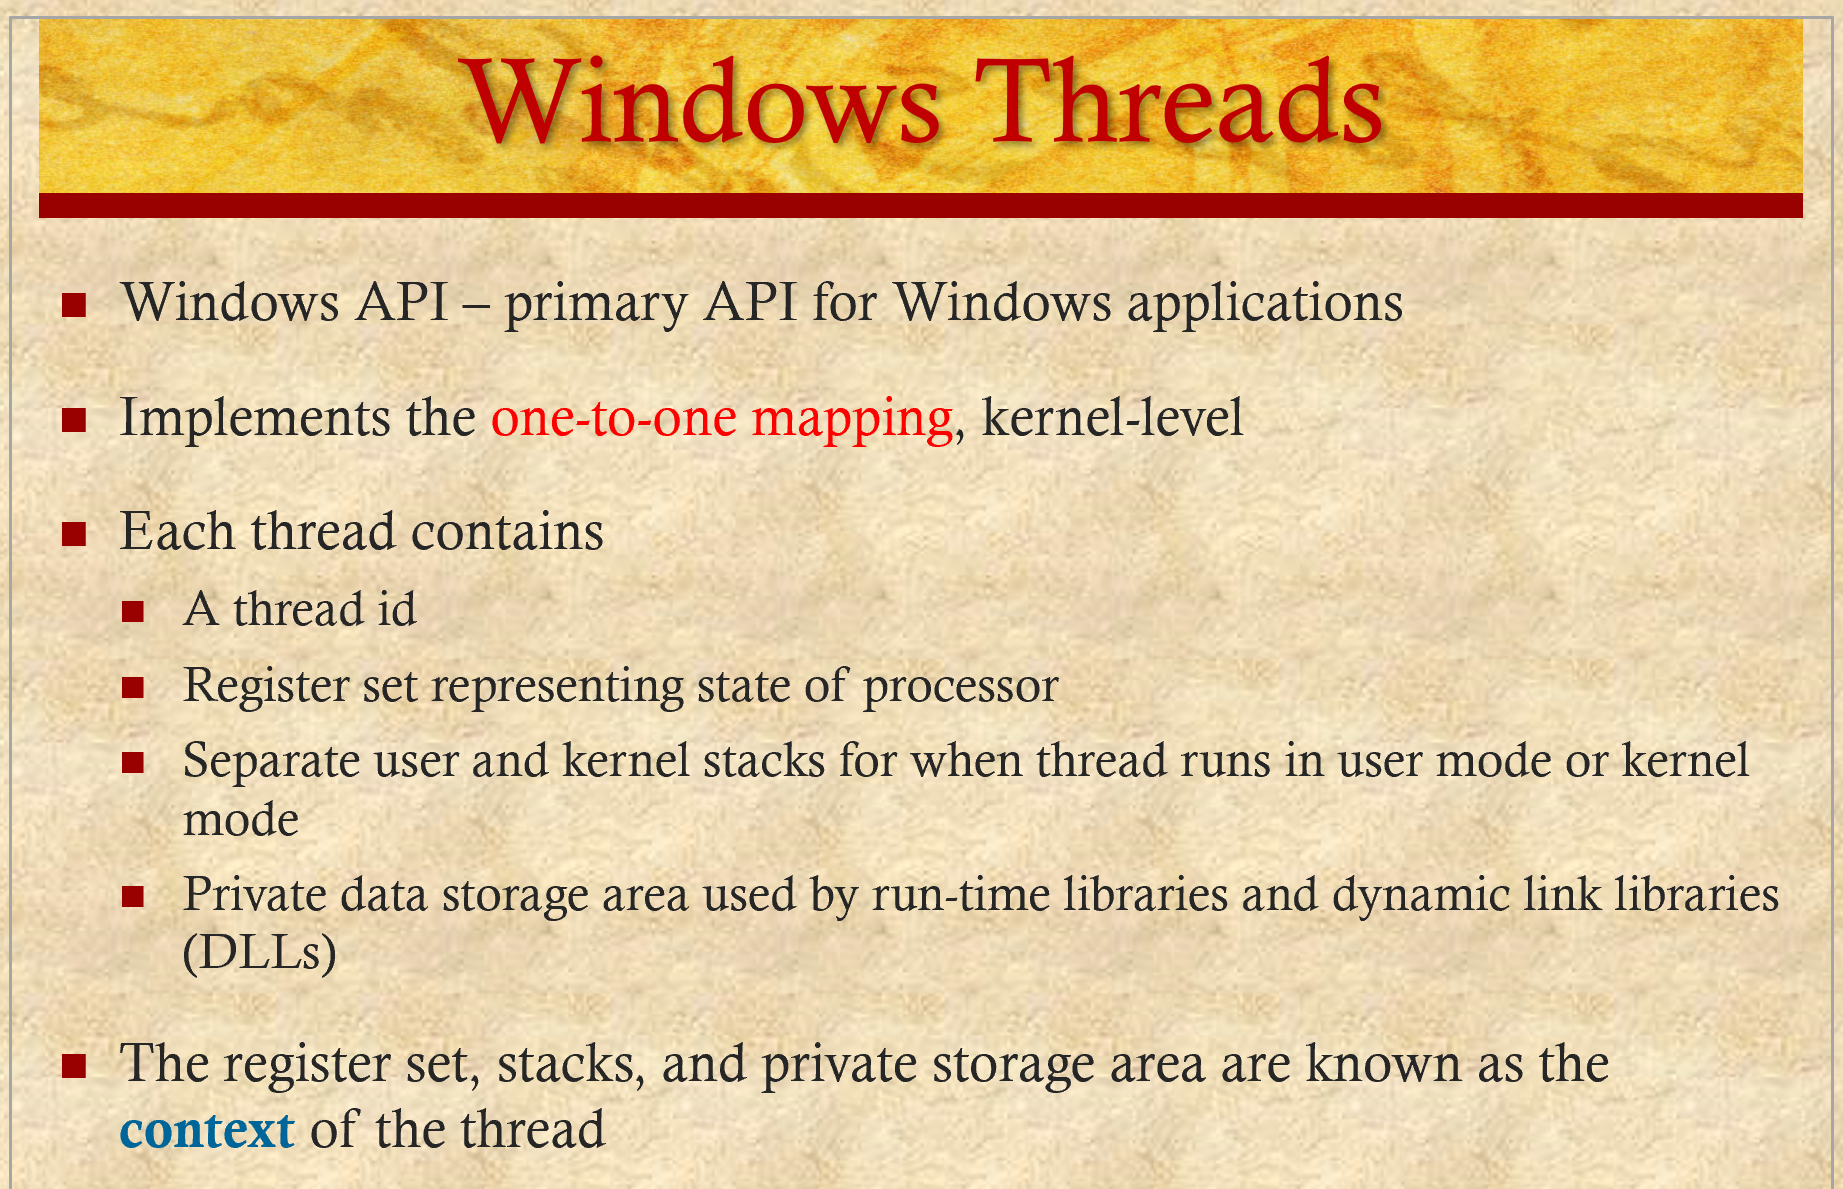 Windows Threads
Windows API – primary API for Windows applications
Implements the one-to-one mapping, kernel-level
Each thread contains
A thread id
Register set representing state of processor
Separate user and kernel stacks for when thread runs in user mode or kernel
mode
Private data storage area used by run-time libraries and dynamic link libraries
(DLLs)
The register set, stacks, and private storage area are known as the
context of the thread